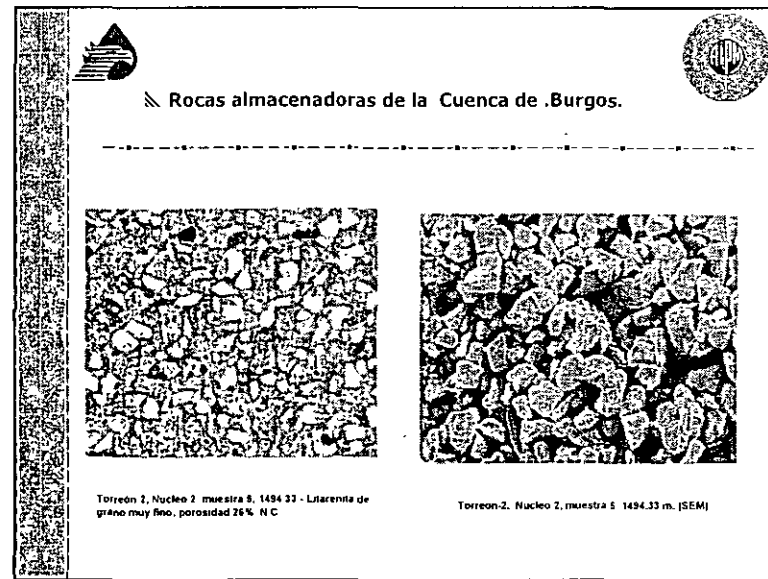 Rocas almacenadoras de la Cuenca de .Burgos.
Torreón 2, Nucleo 2 muestra 5, 1494 33 - Litarenita de
grano muy fino, porosidad 26% N C
Torreon-2. Nucleo 2, muestra 5 1494.33 m. (SEM)